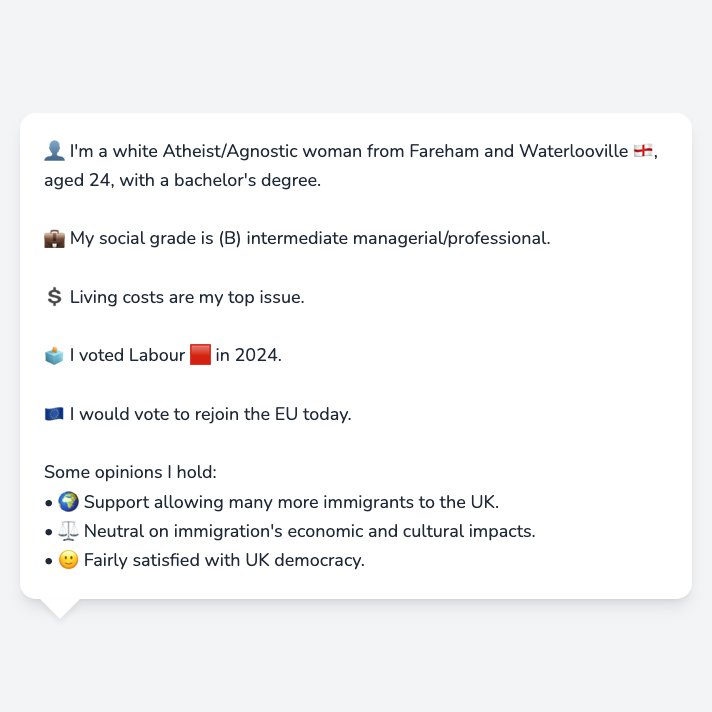 👤 I'm a white Atheist/Agnostic woman from Fareham and Waterlooville 🏴󠁧󠁢󠁥󠁮󠁧󠁿,
aged 24, with a bachelor's degree.
💼 My social grade is (B) intermediate managerial/professional.
💲 Living costs are my top issue.
🗳️ I voted Labour 🟥 in 2024.
🇪🇺 I would vote to rejoin the EU today.
Some opinions I hold:
• 🌍 Support allowing many more immigrants to the UK.
• ⚖️ Neutral on immigration's economic and cultural impacts.
• 🙂 Fairly satisfied with UK democracy.